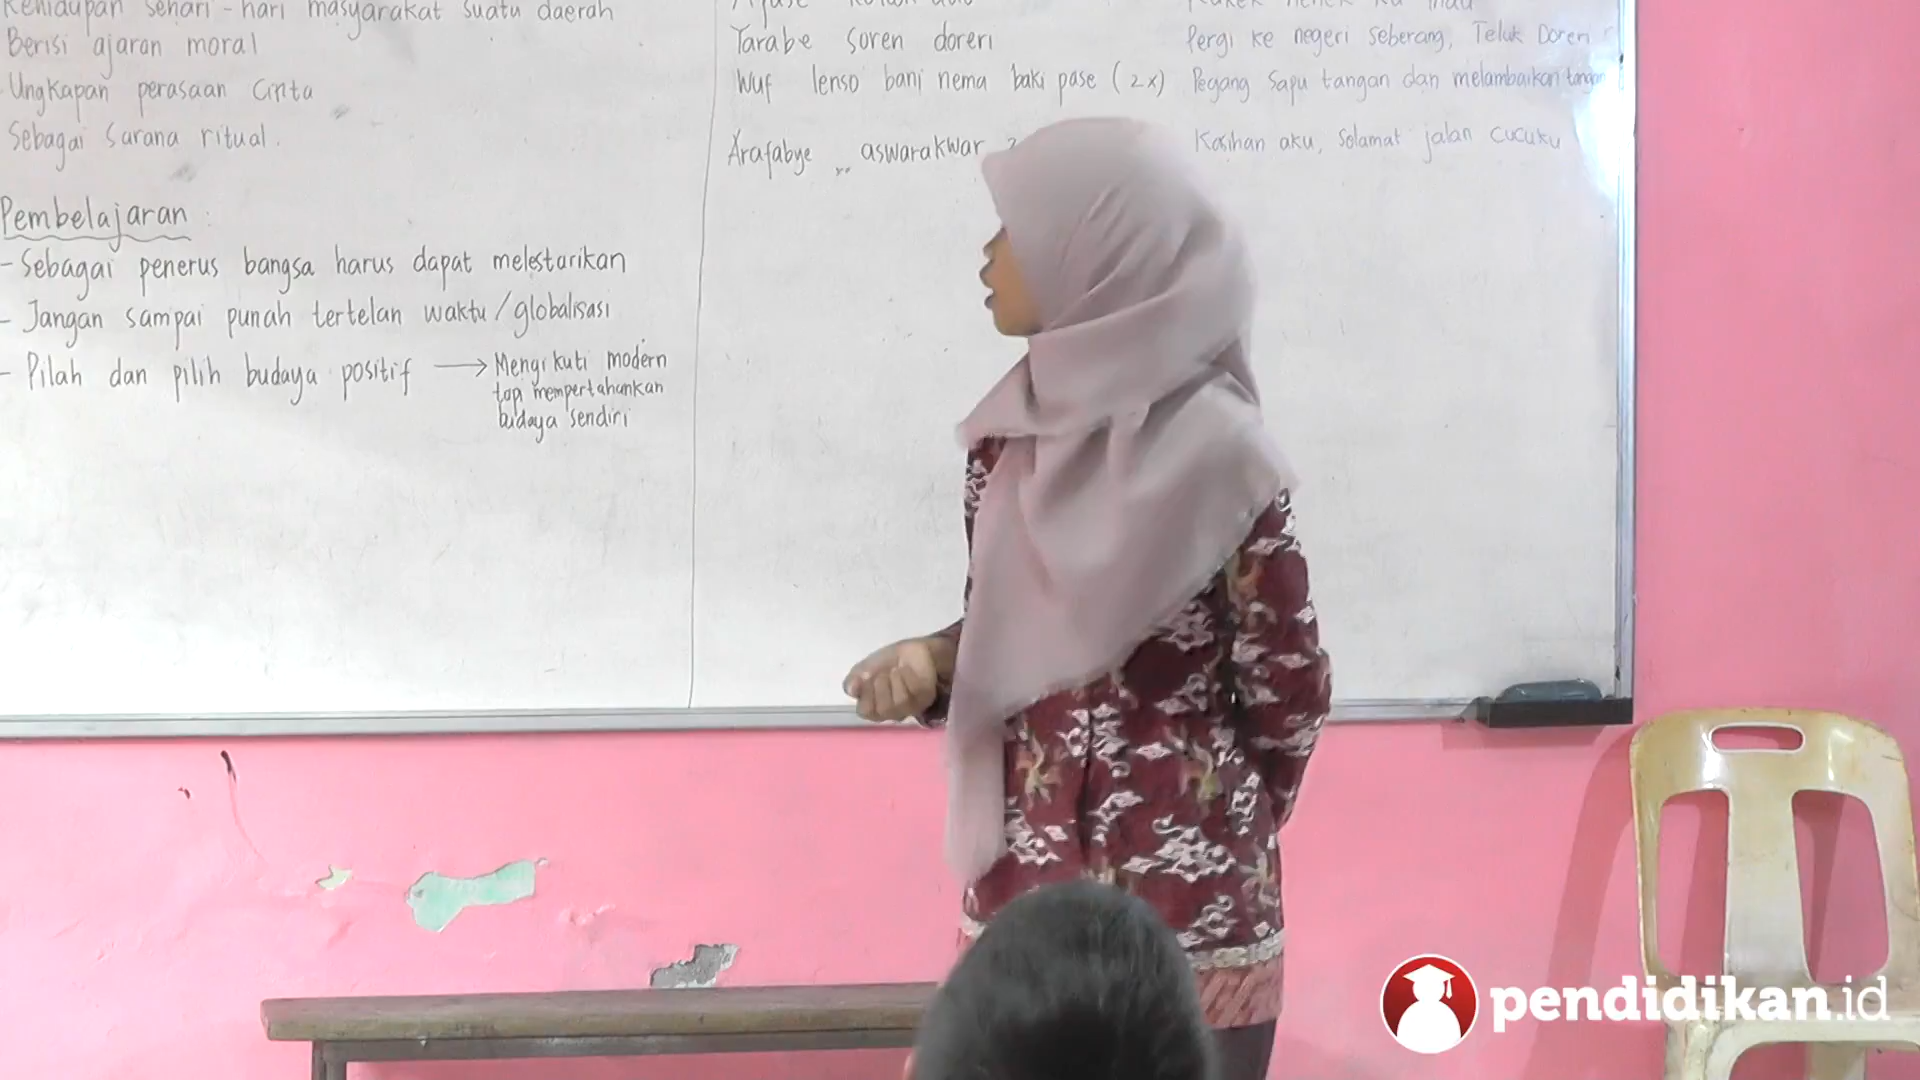 Kehidupan sehari-hari masyarakat suatu daerah
Berisi ajaran moral
Ungkapan perasaan cinta
Sebagai sarana ritual.
Pembelajaran :
- Sebagai penerus bangsa harus dapat melestarikan
- Jangan sampai punah tertelan waktu/globalisasi
- Pilah dan pilih budaya positif → Mengikuti modern
tapi mempertahankan
budaya sendiri
Yarabe soren doreri
Wuf lenso bani nema baki pase (2x)
Arafabye aswarakwar
Pergi ke negeri seberang, Teluk Doreri
Pegang sapu tangan dan melambaikan tangan
Kasihan aku, Selamat jalan cucuku
pendidikan.id